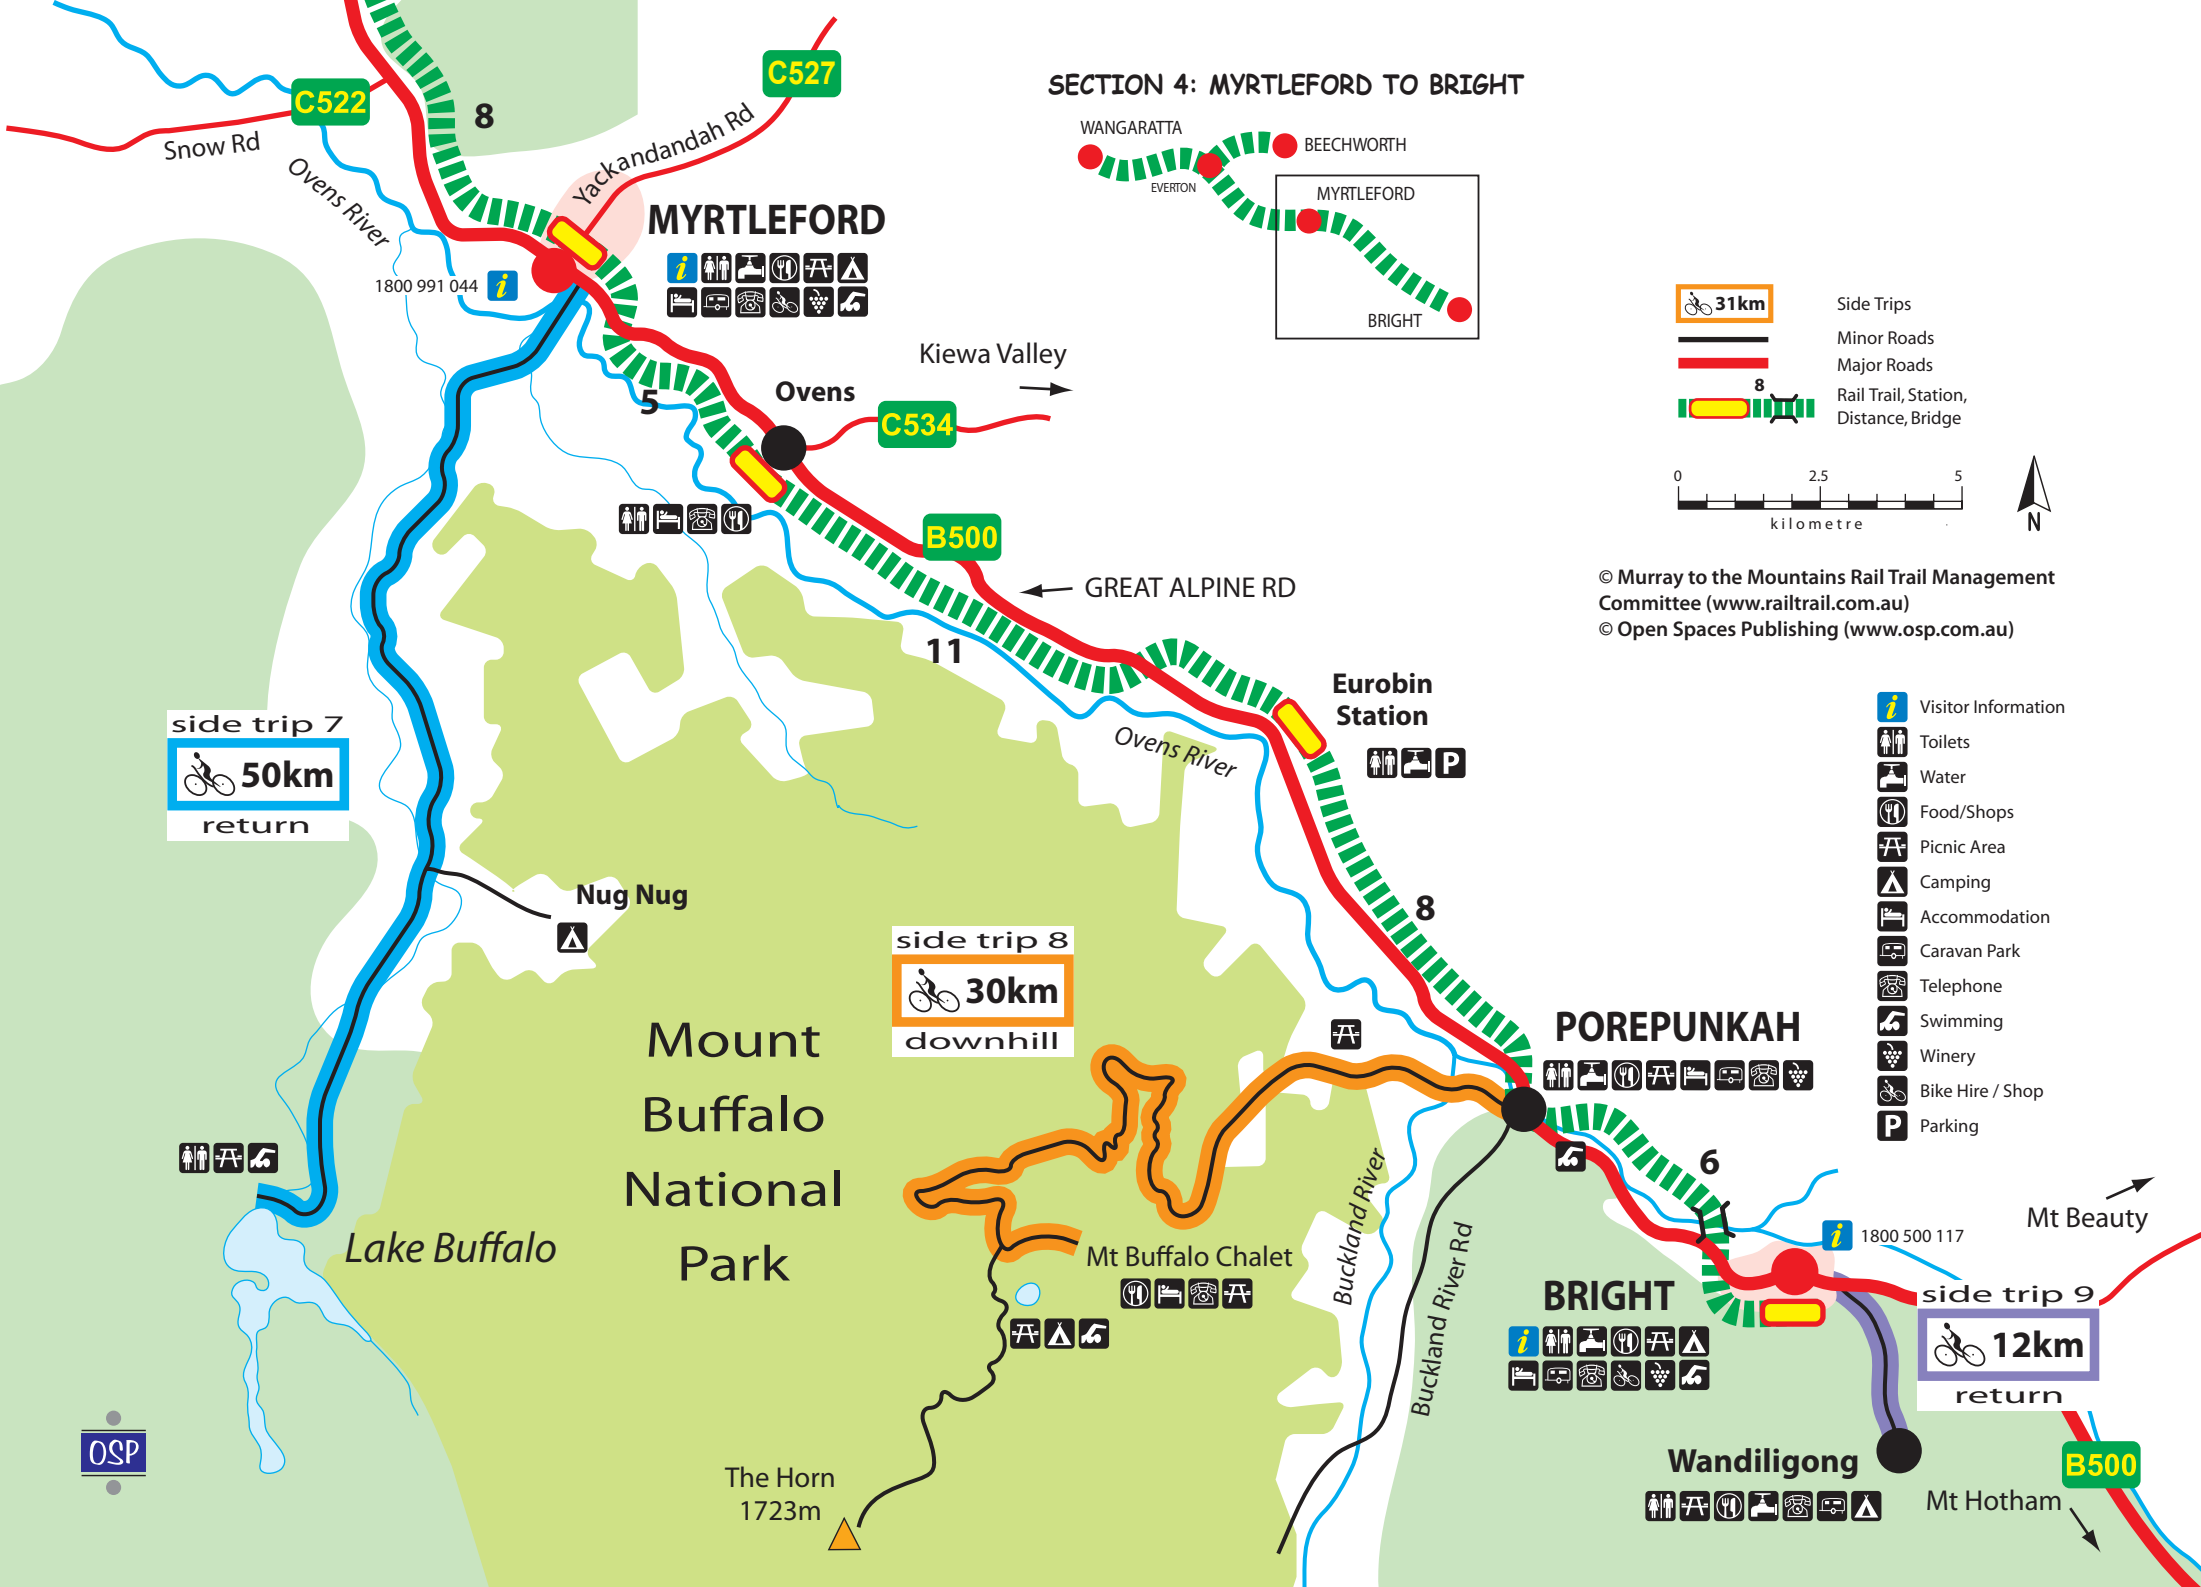 SECTION 4: MYRTLEFORD TO BRIGHT
WANGARATTA
BEECHWORTH
EVERTON
MYRTLEFORD
BRIGHT
C527
C522
8
Snow Rd
Yackandandah Rd
Ovens River
MYRTLEFORD
i
1800 991 044
i
Kiewa Valley
Ovens
5
C534
B500
GREAT ALPINE RD
11
Eurobin
Station
P
Ovens River
31km
Side Trips
Minor Roads
Major Roads
8
Rail Trail, Station,
Distance, Bridge
0
2.5
5
kilometre
N
© Murray to the Mountains Rail Trail Management
Committee (www.railtrail.com.au)
© Open Spaces Publishing (www.osp.com.au)
i
Visitor Information
Toilets
Water
Food/Shops
Picnic Area
Camping
Accommodation
Caravan Park
Telephone
Swimming
Winery
Bike Hire / Shop
P
Parking
side trip 7
50km
return
Nug Nug
8
side trip 8
30km
downhill
Mount
Buffalo
National
Park
POREPUNKAH
6
Mt Beauty
i
1800 500 117
Lake Buffalo
Mt Buffalo Chalet
Buckland River
Buckland River Rd
BRIGHT
i
side trip 9
12km
return
OSP
The Horn
1723m
Wandiligong
B500
Mt Hotham